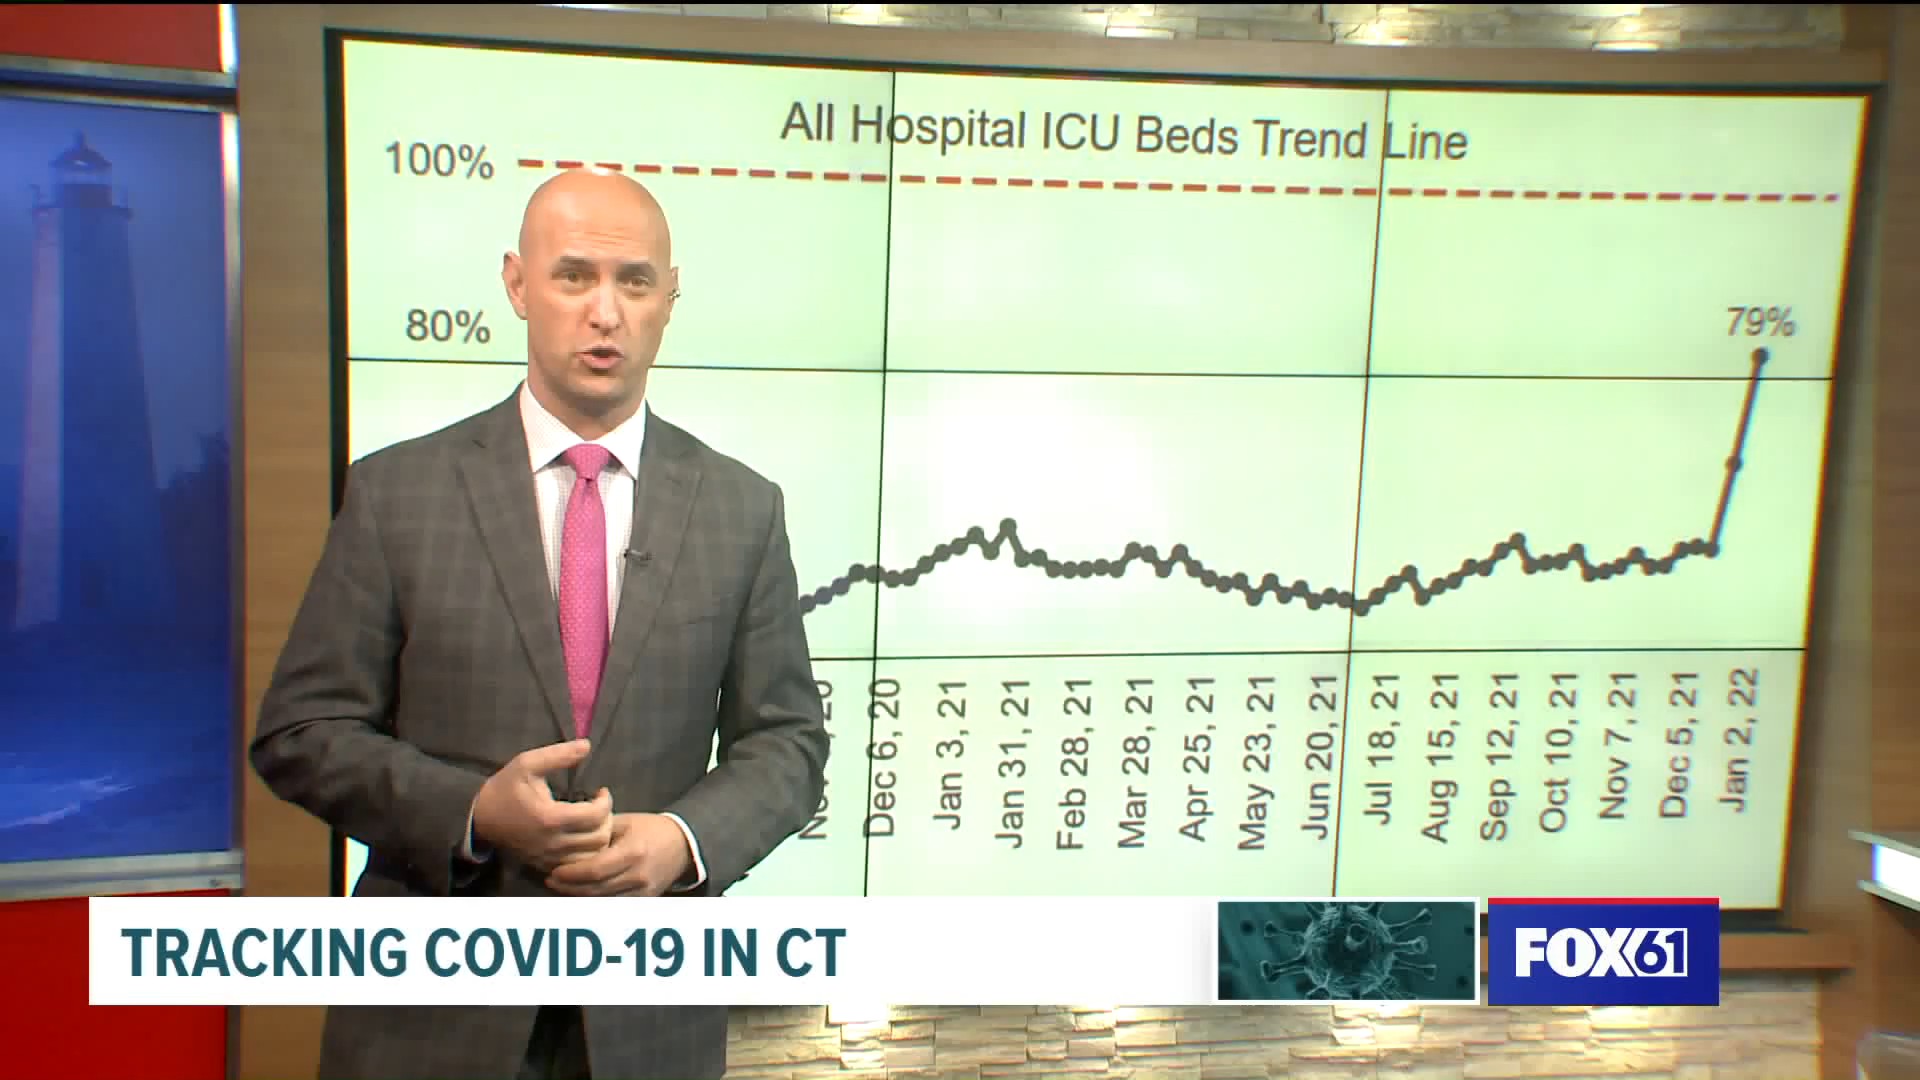 All Hospital ICU Beds Trend Line
100%
80%
79%
Dec 6, 20
Jan 3, 21
Jan 31, 21
Feb 28, 21
Mar 28, 21
Apr 25, 21
May 23, 21
Jun 20, 21
Jul 18, 21
Aug 15, 21
Sep 12, 21
Oct 10, 21
Nov 7, 21
Dec 5, 21
Jan 2, 22
TRACKING COVID-19 IN CT
FOX61